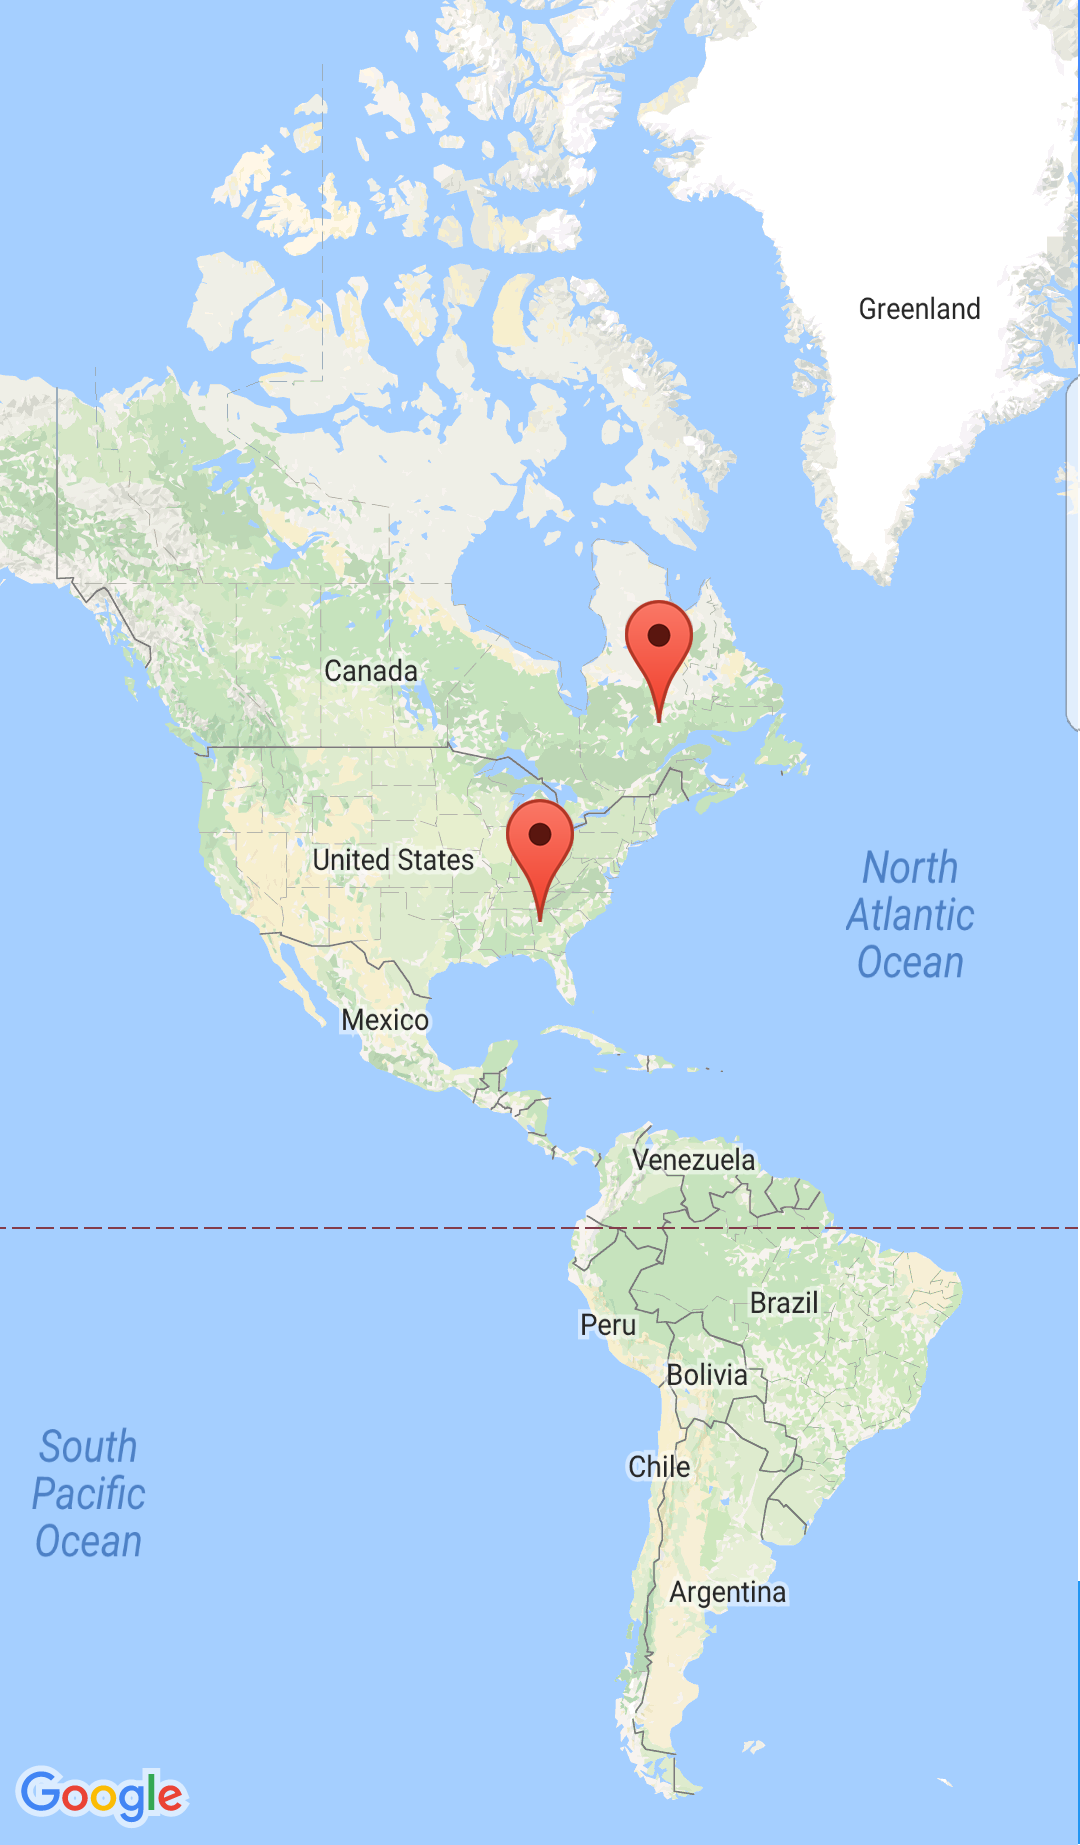 Greenland
Canada
United States
North
Atlantic
Ocean
Mexico
Venezuela
Brazil
Peru
Bolivia
South
Pacific
Ocean
Chile
Argentina
Google